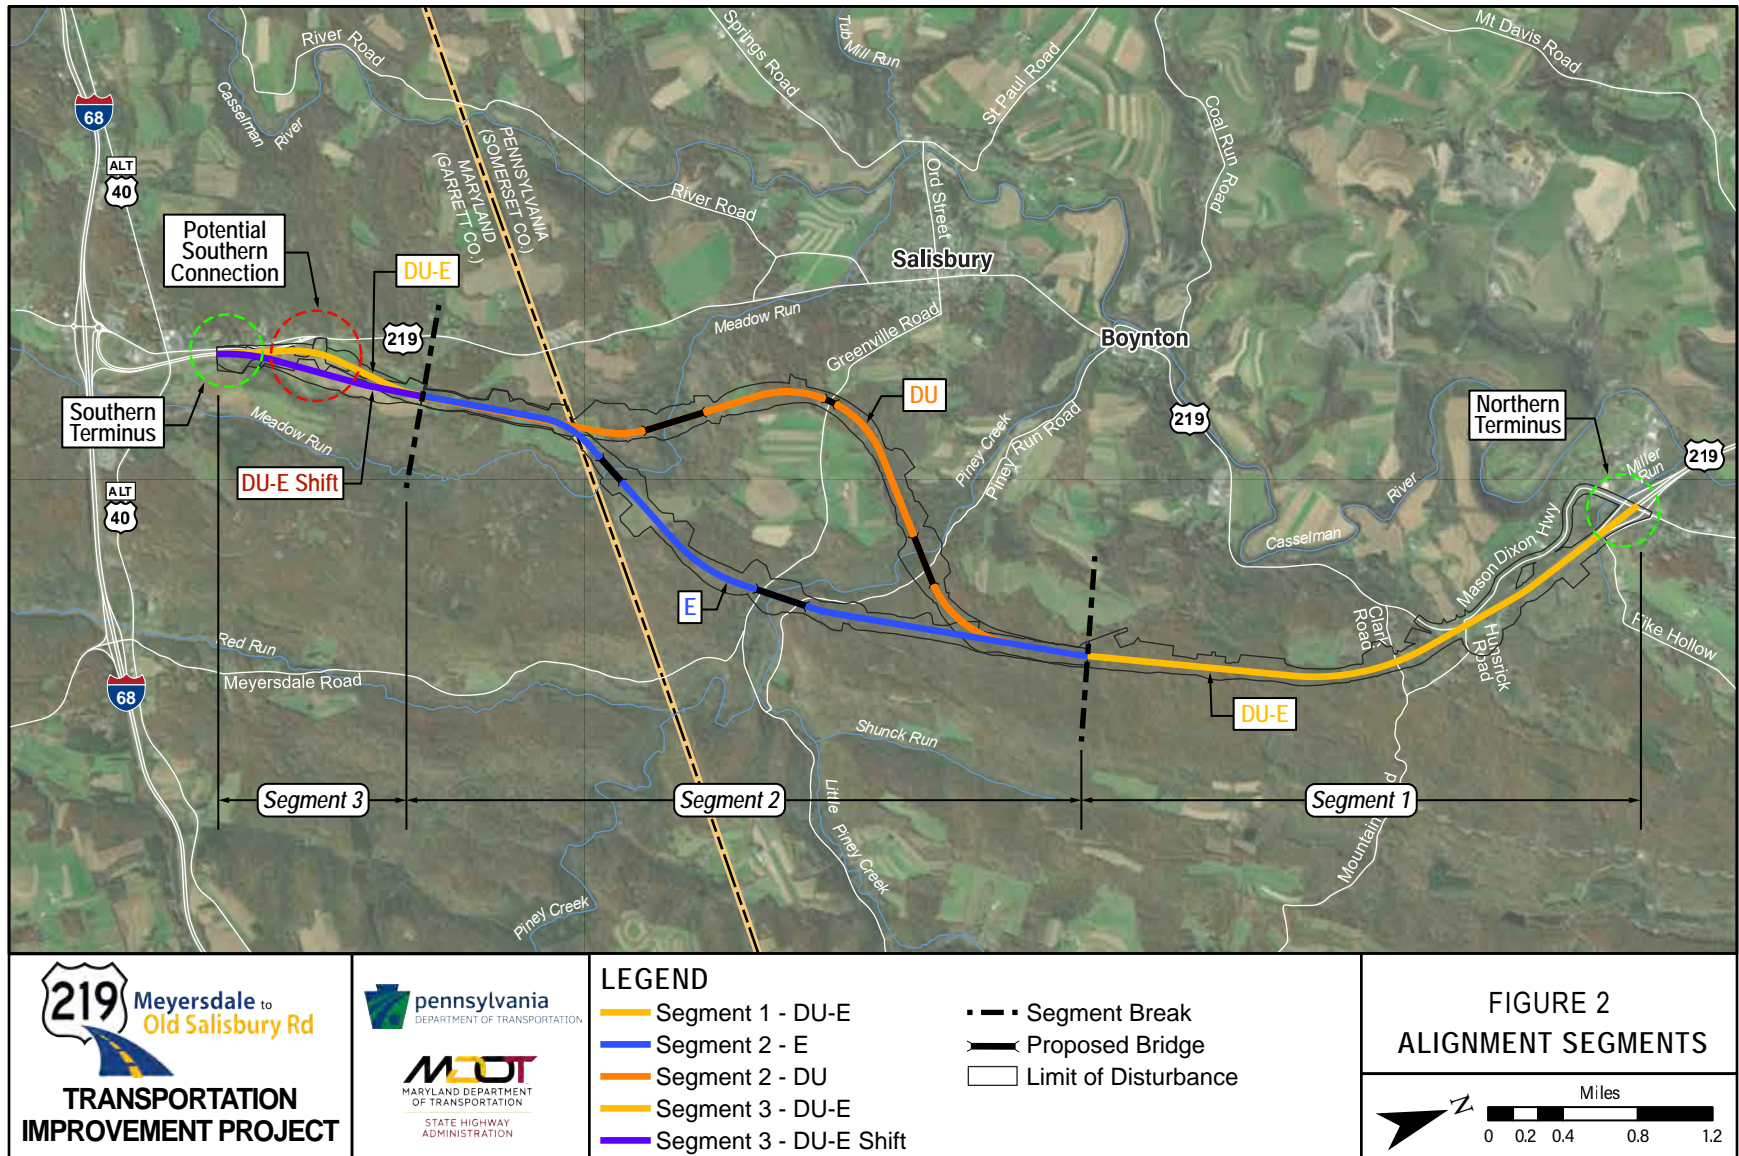 River Road
Casselman
River
68
ALT
40
Springs Road
Tub Mill Run
St Paul Road
Mt Davis Road
Coal Run Road
PENNSYLVANIA
(SOMERSET CO.)
MARYLAND
(GARRETT CO.)
River Road
Ord Street
Salisbury
Potential
Southern
Connection
DU-E
219
Meadow Run
Greenville Road
Boynton
Southern
Terminus
Meadow Run
DU-E Shift
DU
219
Northern
Terminus
219
Miller
Run
Piney Creek
Piney Run Road
Casselman
River
Mason Dixon Hwy
ALT
40
E
Clark
Road
Hunsrick
Road
Fike Hollow
Red Run
Meyersdale Road
68
DU-E
Shunck Run
Segment 3
Segment 2
Segment 1
Little Piney Creek
Piney Creek
219
Meyersdale to
Old Salisbury Rd
TRANSPORTATION
IMPROVEMENT PROJECT
pennsylvania
DEPARTMENT OF TRANSPORTATION
MDOT
MARYLAND DEPARTMENT
OF TRANSPORTATION
STATE HIGHWAY
ADMINISTRATION
LEGEND
Segment 1 - DU-E
Segment 2 - E
Segment 2 - DU
Segment 3 - DU-E
Segment 3 - DU-E Shift
Segment Break
Proposed Bridge
Limit of Disturbance
FIGURE 2
ALIGNMENT SEGMENTS
N
Miles
0 0.2 0.4 0.8 1.2